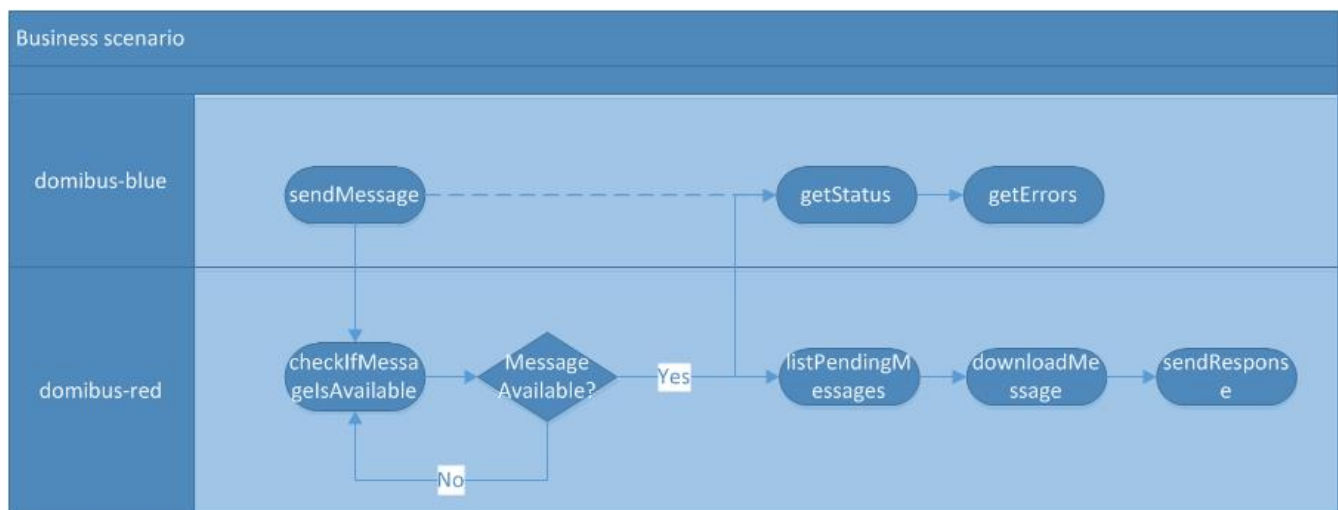 Business scenario
domibus-blue
sendMessage
getStatus
getErrors
domibus-red
checkIfMessa
geIsAvailable
Message
Available?
Yes
listPendingM
essages
downloadMe
ssage
sendRespons
e
No